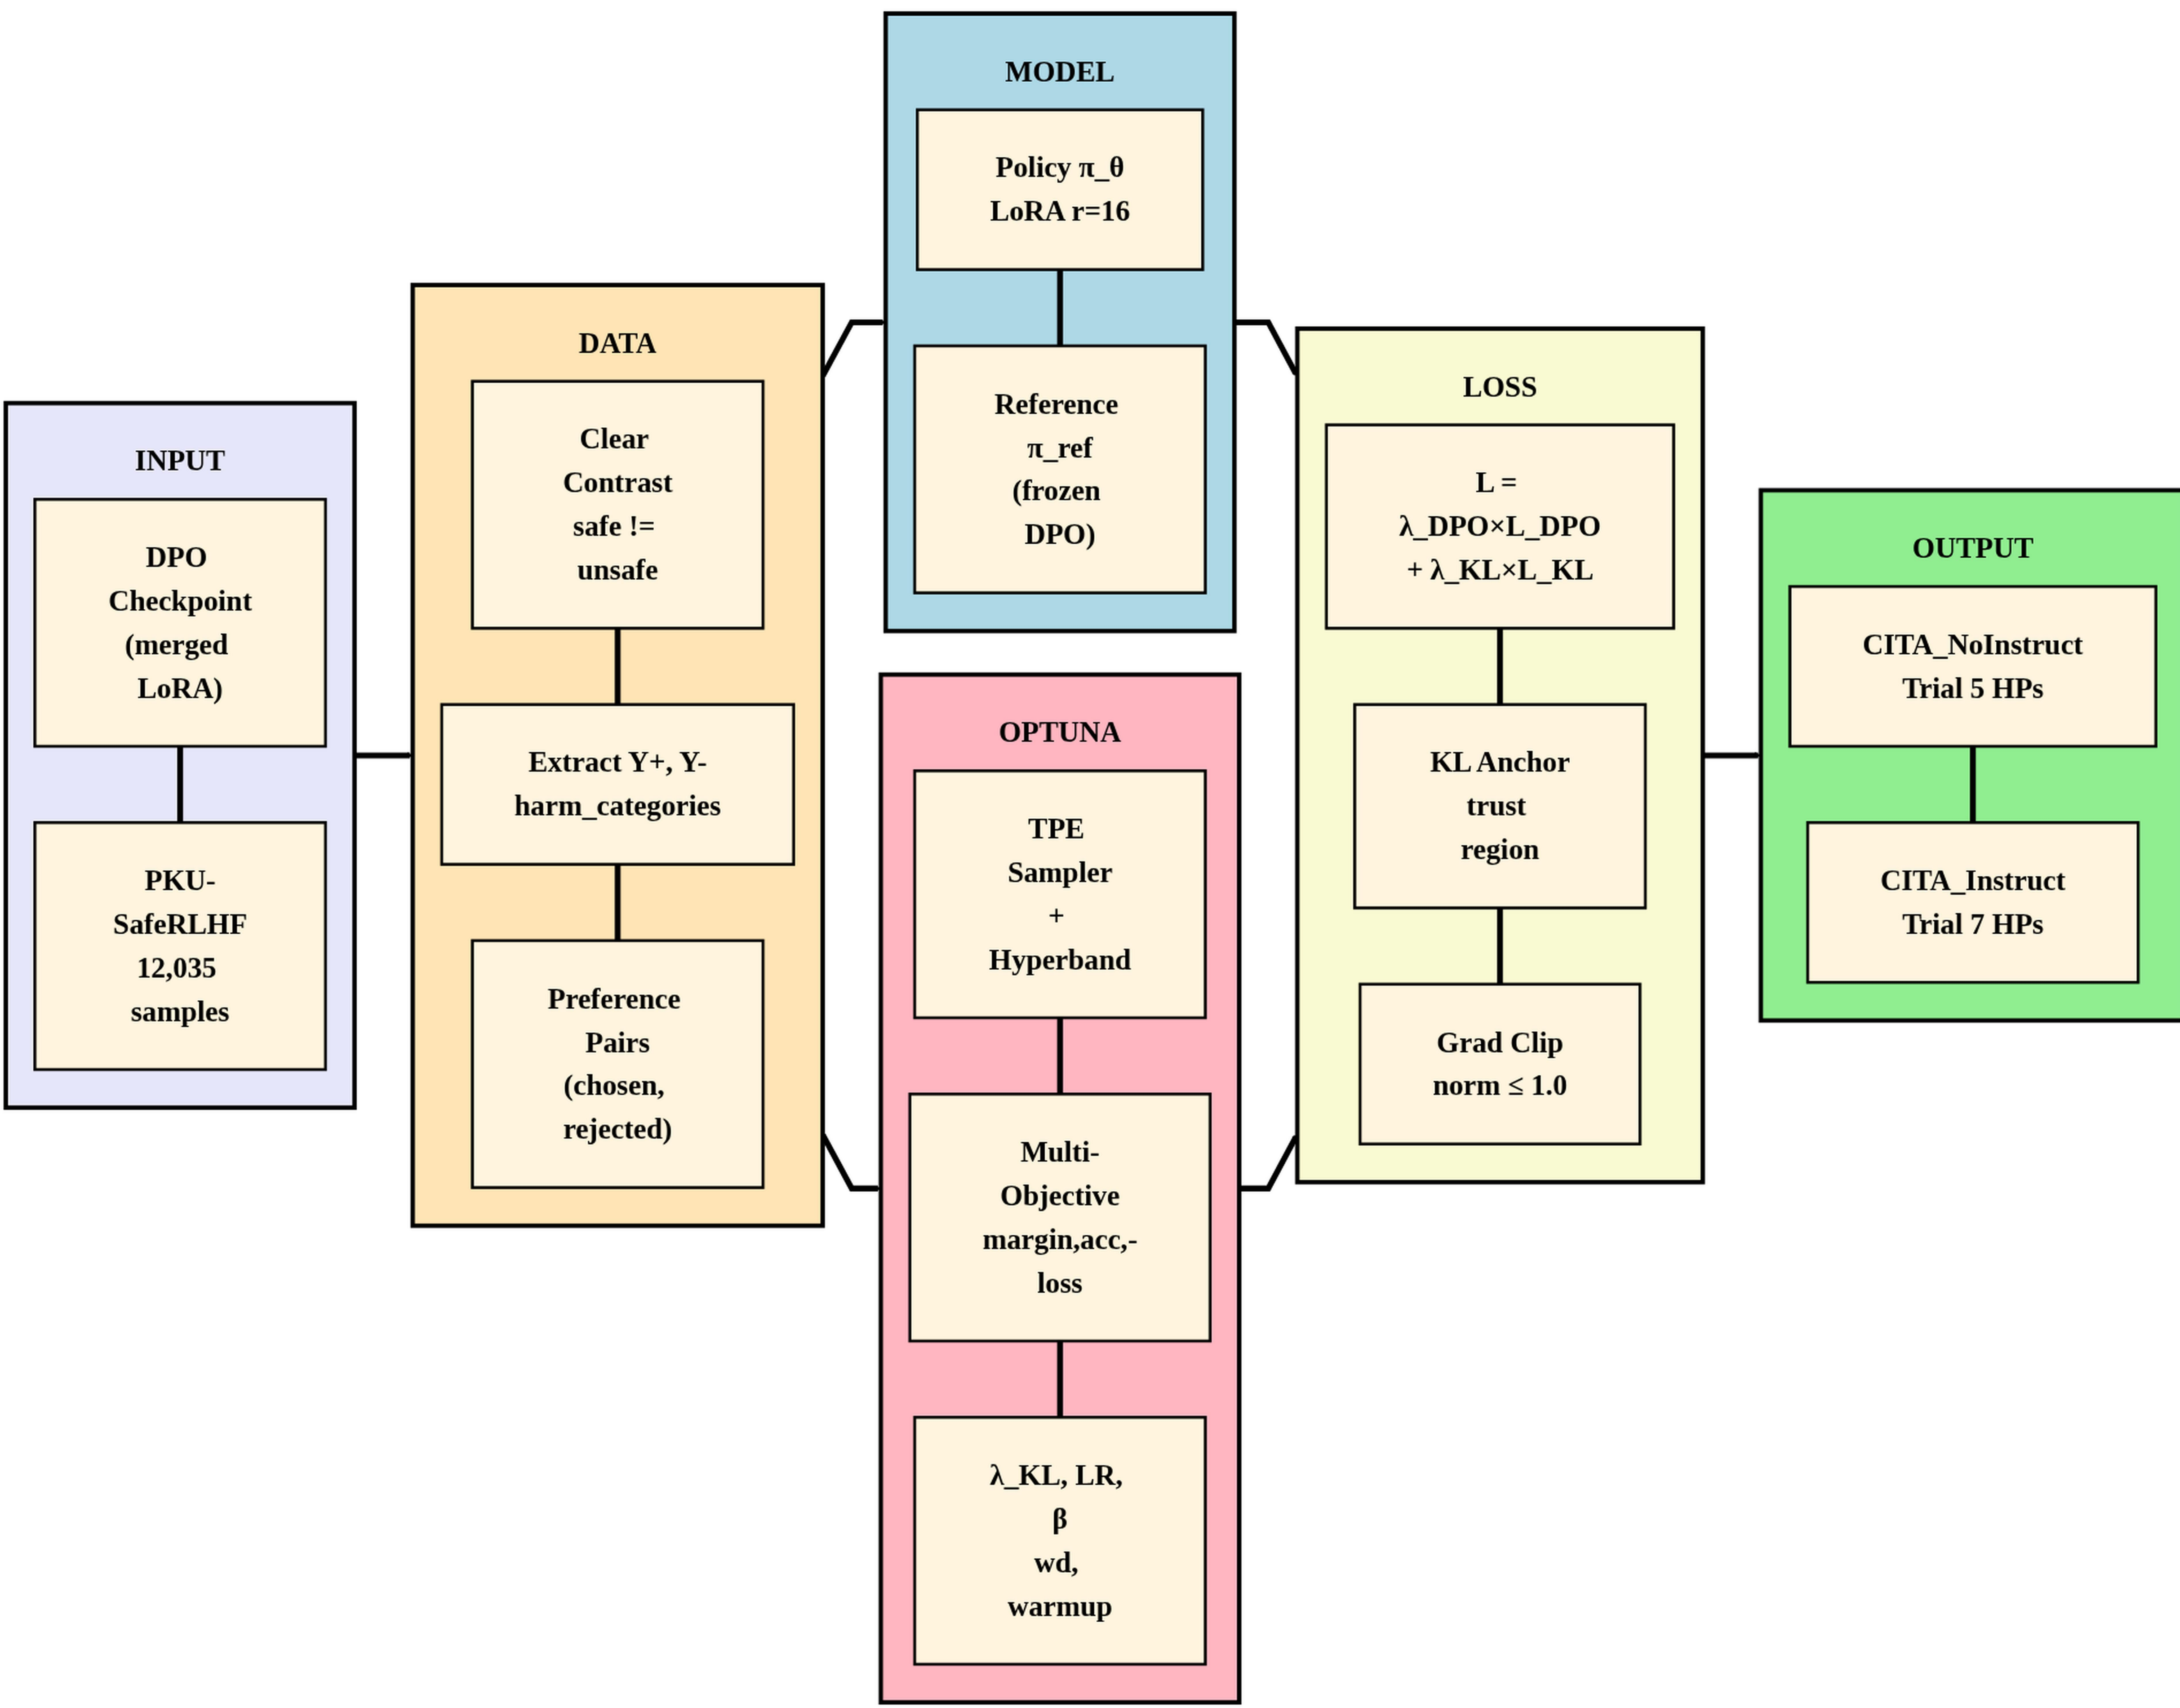 INPUT
DPO
Checkpoint
(merged
LoRA)
PKU-
SafeRLHF
12,035
samples
DATA
Clear
Contrast
safe !=
unsafe
Extract Y+, Y-
harm_categories
Preference
Pairs
(chosen,
rejected)
MODEL
Policy π_θ
LoRA r=16
Reference
π_ref
(frozen
DPO)
OPTUNA
TPE
Sampler
+
Hyperband
Multi-
Objective
margin,acc,-
loss
λ_KL, LR,
β
wd,
warmup
LOSS
L =
λ_DPO×L_DPO
+ λ_KL×L_KL
KL Anchor
trust
region
Grad Clip
norm ≤ 1.0
OUTPUT
CITA_NoInstruct
Trial 5 HPs
CITA_Instruct
Trial 7 HPs